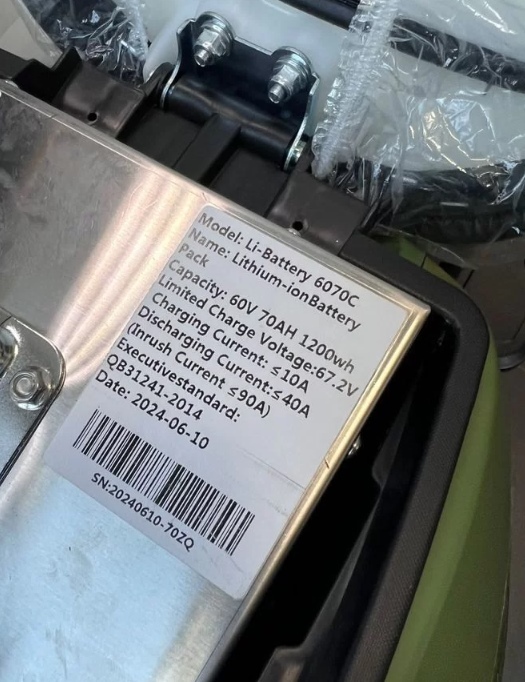 Model: Li-Battery 6070C
Name: Lithium-ionBattery
Pack
Capacity: 60V 70AH 1200wh
Limited Charge Voltage:67.2V
Charging Current: ≤10A
Discharging Current:≤40A
(Inrush Current ≤90A)
Executivestandard:
QB31241-2014
Date: 2024-06-10
SN:20240610-70ZQ